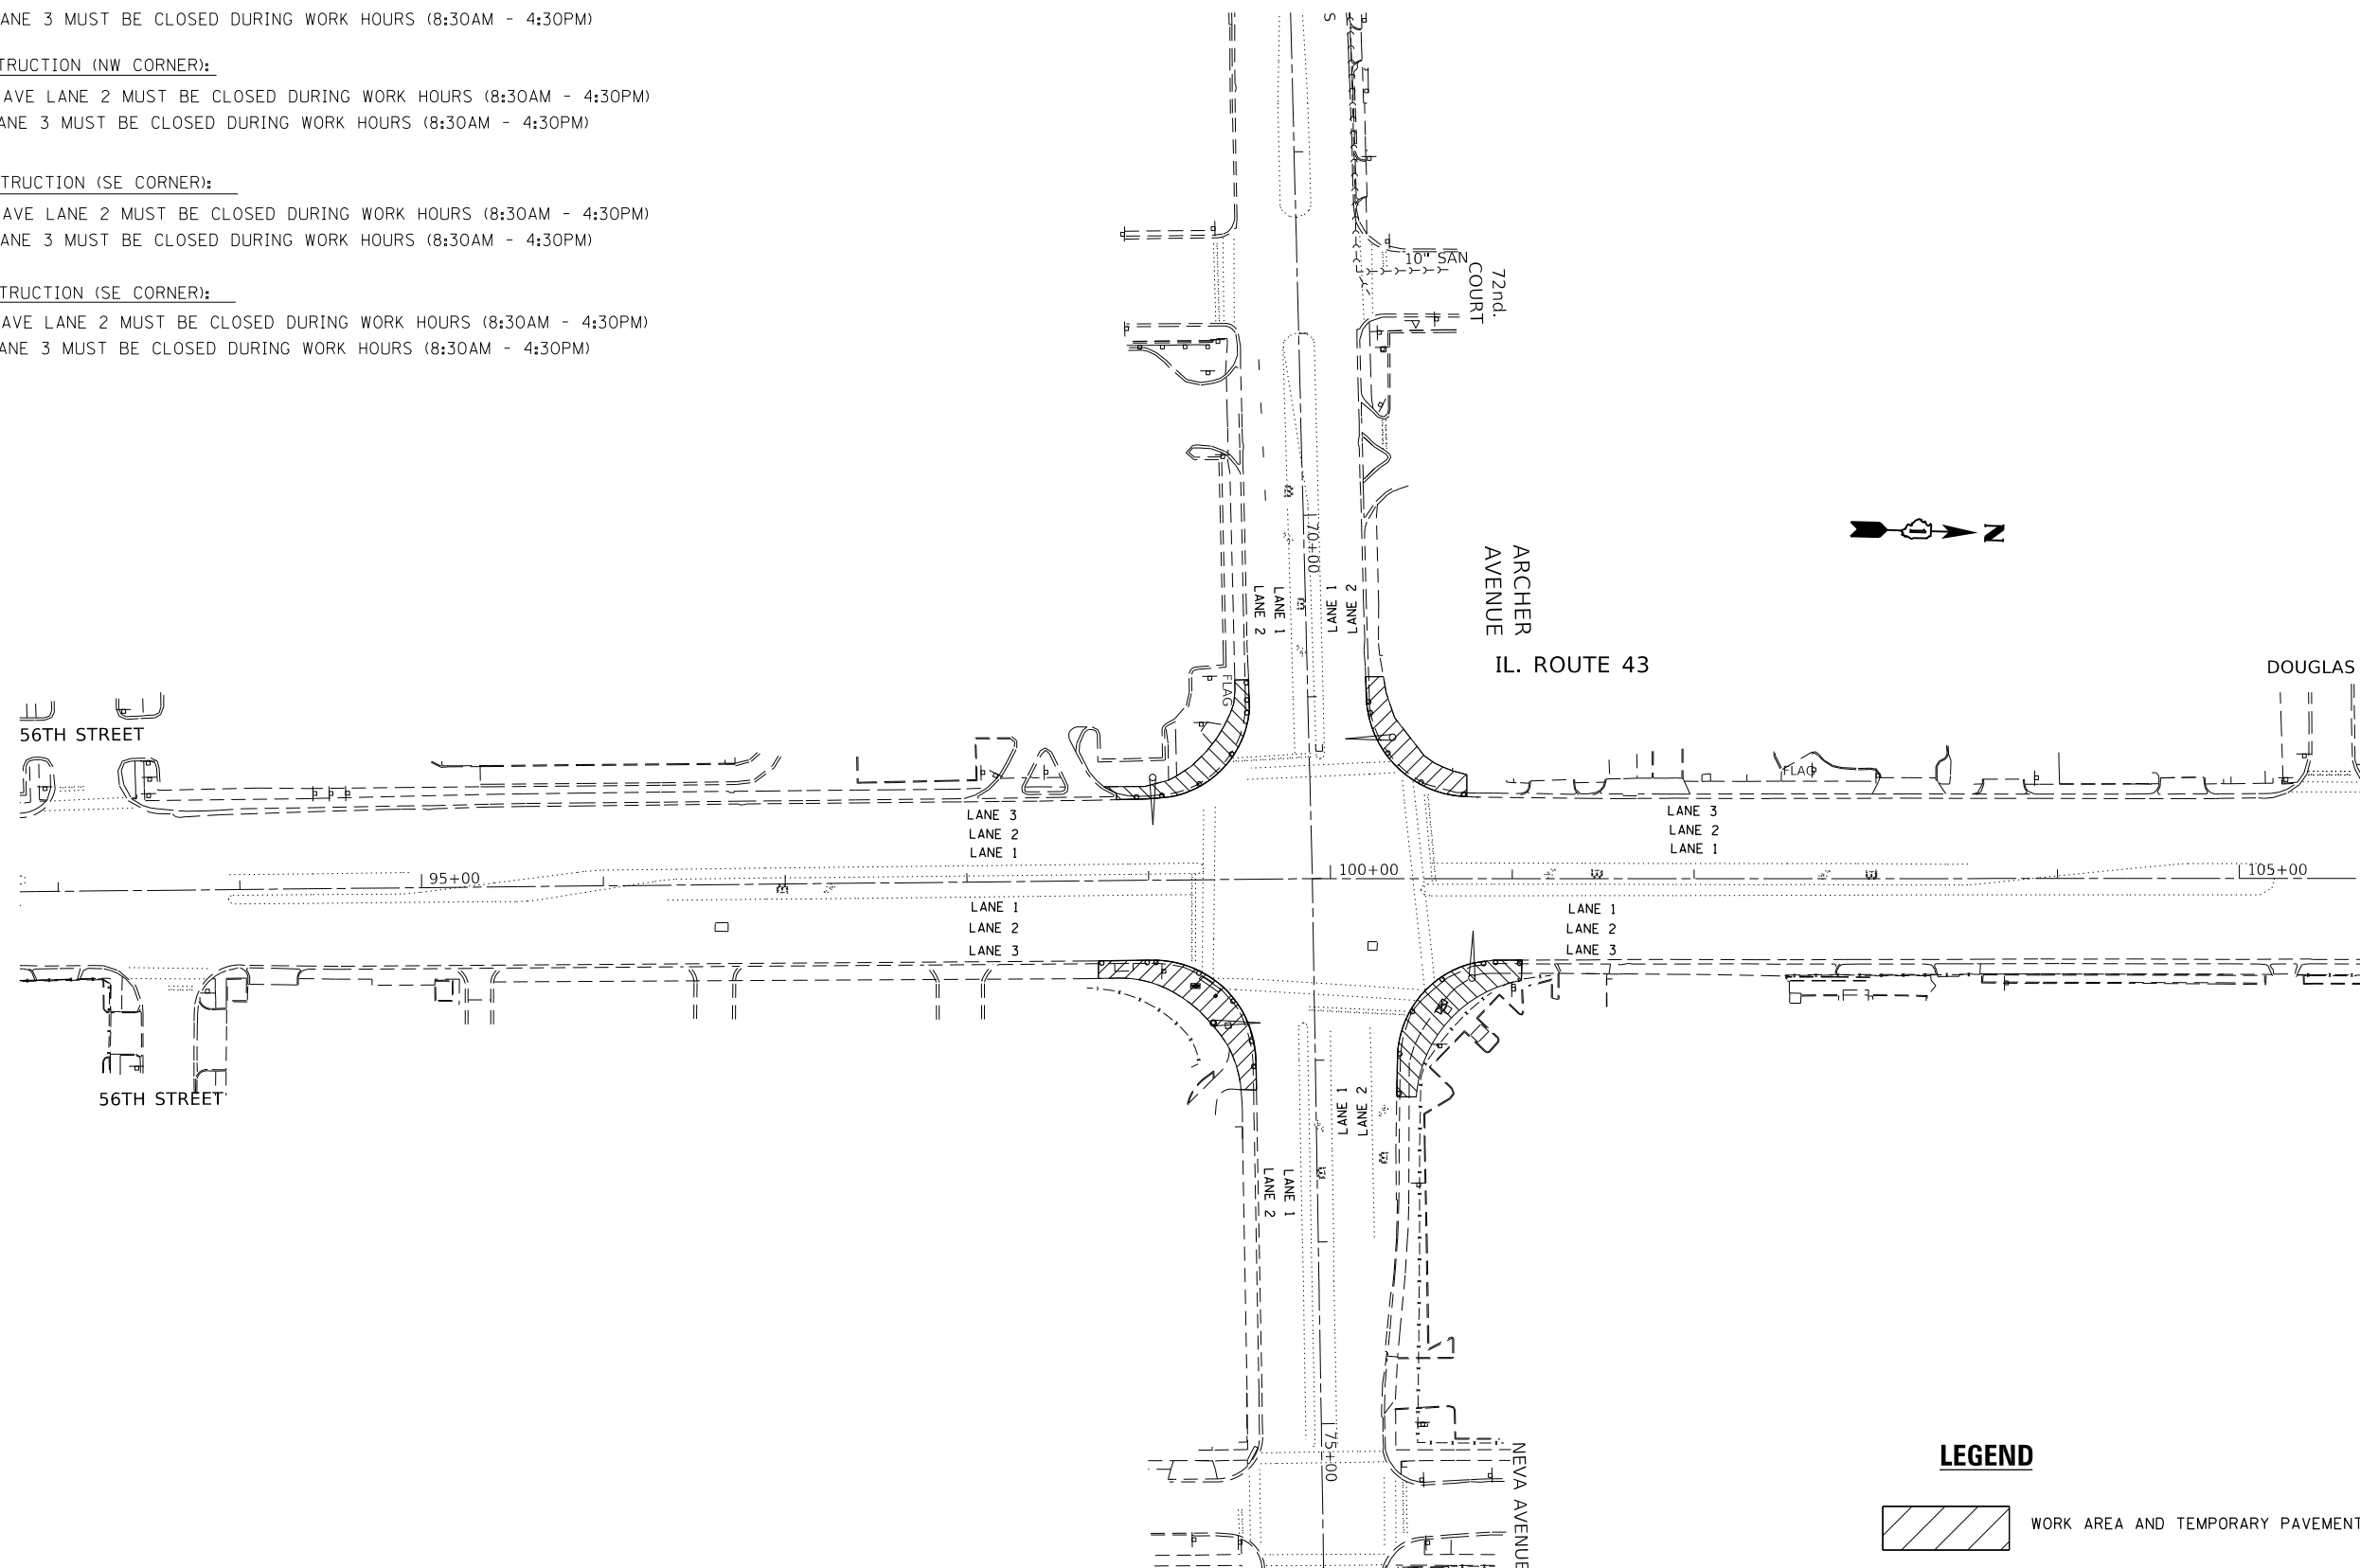 ANE 3 MUST BE CLOSED DURING WORK HOURS (8:30AM - 4:30PM)
TRUCTION (NW CORNER):
AVE LANE 2 MUST BE CLOSED DURING WORK HOURS (8:30AM - 4:30PM)
ANE 3 MUST BE CLOSED DURING WORK HOURS (8:30AM - 4:30PM)
TRUCTION (SE CORNER):
AVE LANE 2 MUST BE CLOSED DURING WORK HOURS (8:30AM - 4:30PM)
ANE 3 MUST BE CLOSED DURING WORK HOURS (8:30AM - 4:30PM)
TRUCTION (SE CORNER):
AVE LANE 2 MUST BE CLOSED DURING WORK HOURS (8:30AM - 4:30PM)
ANE 3 MUST BE CLOSED DURING WORK HOURS (8:30AM - 4:30PM)
S
10" SAN
72nd.
COURT
70+00
N
ARCHER
AVENUE
LANE 2
LANE 1
LANE 1
LANE 2
IL. ROUTE 43
DOUGLAS
FLAG
56TH STREET
FLAG
LANE 3
LANE 2
LANE 1
LANE 3
LANE 2
LANE 1
95+00
100+00
105+00
LANE 1
LANE 2
LANE 3
LANE 1
LANE 2
LANE 3
56TH STREET
LANE 1
LANE 2
LANE 2
LANE 1
75+00
NEVA AVENUE
LEGEND
WORK AREA AND TEMPORARY PAVEMENT